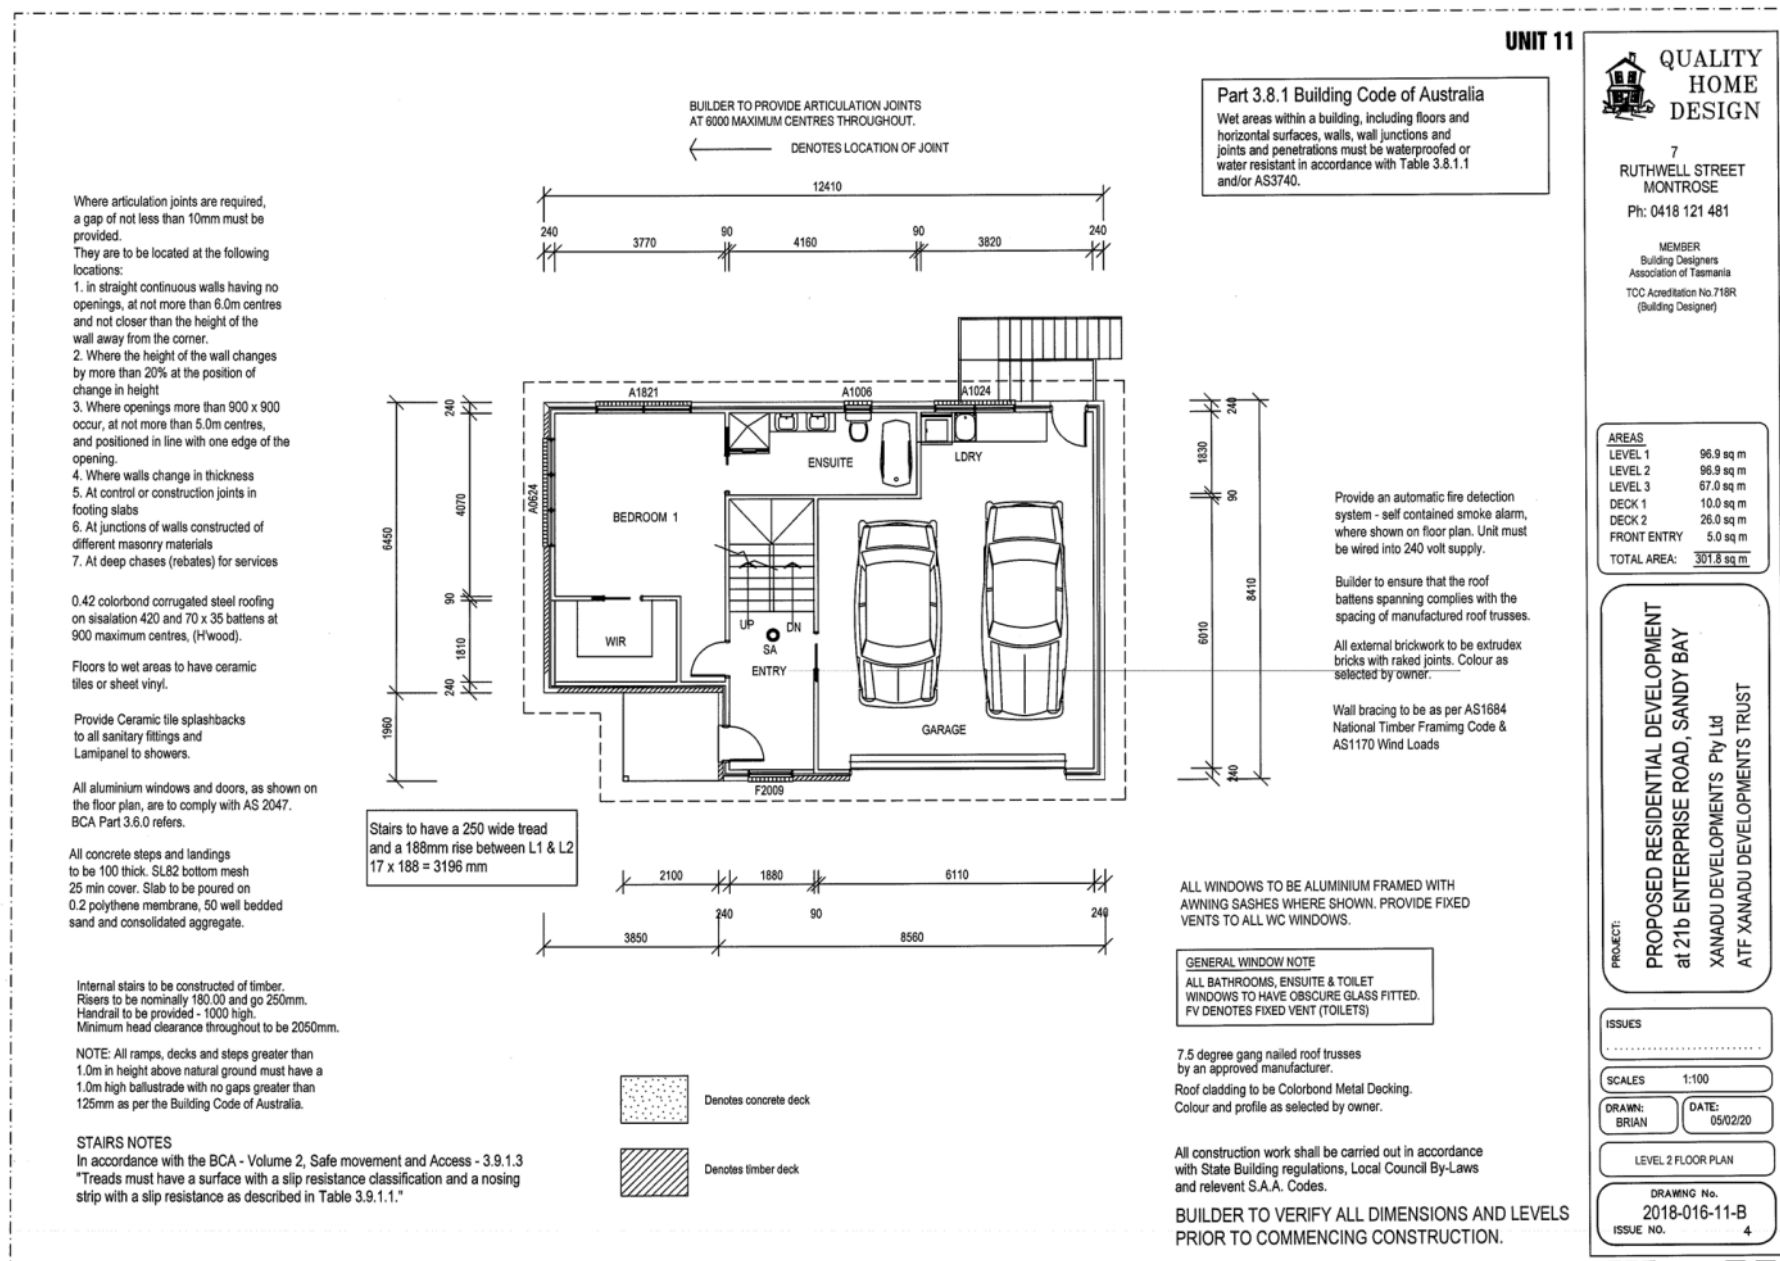 UNIT 11
BUILDER TO PROVIDE ARTICULATION JOINTS
AT 6000 MAXIMUM CENTRES THROUGHOUT.
DENOTES LOCATION OF JOINT
Part 3.8.1 Building Code of Australia
Wet areas within a building, including floors and
horizontal surfaces, walls, wall junctions and
joints and penetrations must be waterproofed or
water resistant in accordance with Table 3.8.1.1
and/or AS3740.
Where articulation joints are required,
a gap of not less than 10mm must be
provided.
They are to be located at the following
locations:
1. in straight continuous walls having no
openings, at not more than 6.0m centres
and not closer than the height of the
wall away from the corner.
2. Where the height of the wall changes
by more than 20% at the position of
change in height
3. Where openings more than 900 x 900
occur, at not more than 5.0m centres,
and positioned in line with one edge of the
opening.
4. Where walls change in thickness
5. At control or construction joints in
footing slabs
6. At junctions of walls constructed of
different masonry materials
7. At deep chases (rebates) for services
0.42 colorbond corrugated steel roofing
on sisalation 420 and 70 x 35 battens at
900 maximum centres, (H'wood).
Floors to wet areas to have ceramic
tiles or sheet vinyl.
Provide Ceramic tile splashbacks
to all sanitary fittings and
Lamipanel to showers.
All aluminium windows and doors, as shown on
the floor plan, are to comply with AS 2047.
BCA Part 3.6.0 refers.
All concrete steps and landings
to be 100 thick. SL82 bottom mesh
25 min cover. Slab to be poured on
0.2 polythene membrane, 50 well bedded
sand and consolidated aggregate.
Internal stairs to be constructed of timber.
Risers to be nominally 180.00 and go 250mm.
Handrail to be provided - 1000 high.
Minimum head clearance throughout to be 2050mm.
NOTE: All ramps, decks and steps greater than
1.0m in height above natural ground must have a
1.0m high ballustrade with no gaps greater than
125mm as per the Building Code of Australia.
STAIRS NOTES
In accordance with the BCA - Volume 2, Safe movement and Access - 3.9.1.3
"Treads must have a surface with a slip resistance classification and a nosing
strip with a slip resistance as described in Table 3.9.1.1."
12410
240 3770 90 4160 90 3820 240
A1821 A1006 A1024
A0624
6450
1960
240
4070
90
1810
240
BEDROOM 1
ENSUITE
LDRY
WIR
UP
DN
SA
ENTRY
GARAGE
F2009
240
1830
90
6010
240
8410
Stairs to have a 250 wide tread
and a 188mm rise between L1 & L2
17 x 188 = 3196 mm
2100 1880 6110
240 90 240
3850 8560
Denotes concrete deck
Denotes timber deck
Provide an automatic fire detection
system - self contained smoke alarm,
where shown on floor plan. Unit must
be wired into 240 volt supply.
Builder to ensure that the roof
battens spanning complies with the
spacing of manufactured roof trusses.
All external brickwork to be extrudex
bricks with raked joints. Colour as
selected by owner.
Wall bracing to be as per AS1684
National Timber Framimg Code &
AS1170 Wind Loads
ALL WINDOWS TO BE ALUMINIUM FRAMED WITH
AWNING SASHES WHERE SHOWN. PROVIDE FIXED
VENTS TO ALL WC WINDOWS.
GENERAL WINDOW NOTE
ALL BATHROOMS, ENSUITE & TOILET
WINDOWS TO HAVE OBSCURE GLASS FITTED.
FV DENOTES FIXED VENT (TOILETS)
7.5 degree gang nailed roof trusses
by an approved manufacturer.
Roof cladding to be Colorbond Metal Decking.
Colour and profile as selected by owner.
All construction work shall be carried out in accordance
with State Building regulations, Local Council By-Laws
and relevent S.A.A. Codes.
BUILDER TO VERIFY ALL DIMENSIONS AND LEVELS
PRIOR TO COMMENCING CONSTRUCTION.
QUALITY
HOME
DESIGN
7
RUTHWELL STREET
MONTROSE
Ph: 0418 121 481
MEMBER
Building Designers
Association of Tasmania
TCC Acreditation No.718R
(Building Designer)
AREAS
LEVEL 1 96.9 sq m
LEVEL 2 96.9 sq m
LEVEL 3 67.0 sq m
DECK 1 10.0 sq m
DECK 2 26.0 sq m
FRONT ENTRY 5.0 sq m
TOTAL AREA: 301.8 sq m
PROJECT:
PROPOSED RESIDENTIAL DEVELOPMENT
at 21b ENTERPRISE ROAD, SANDY BAY
XANADU DEVELOPMENTS Pty Ltd
ATF XANADU DEVELOPMENTS TRUST
ISSUES
SCALES 1:100
DRAWN:
BRIAN
DATE:
05/02/20
LEVEL 2 FLOOR PLAN
DRAWING No.
2018-016-11-B
ISSUE NO. 4